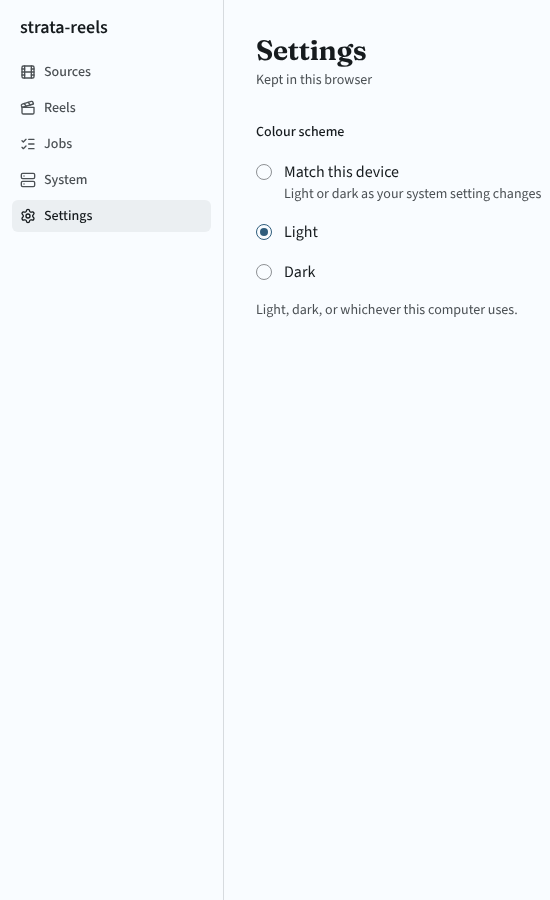 strata-reels
Sources
Reels
Jobs
System
Settings
Settings
Kept in this browser
Colour scheme
Match this device
Light or dark as your system setting changes
Light
Dark
Light, dark, or whichever this computer uses.